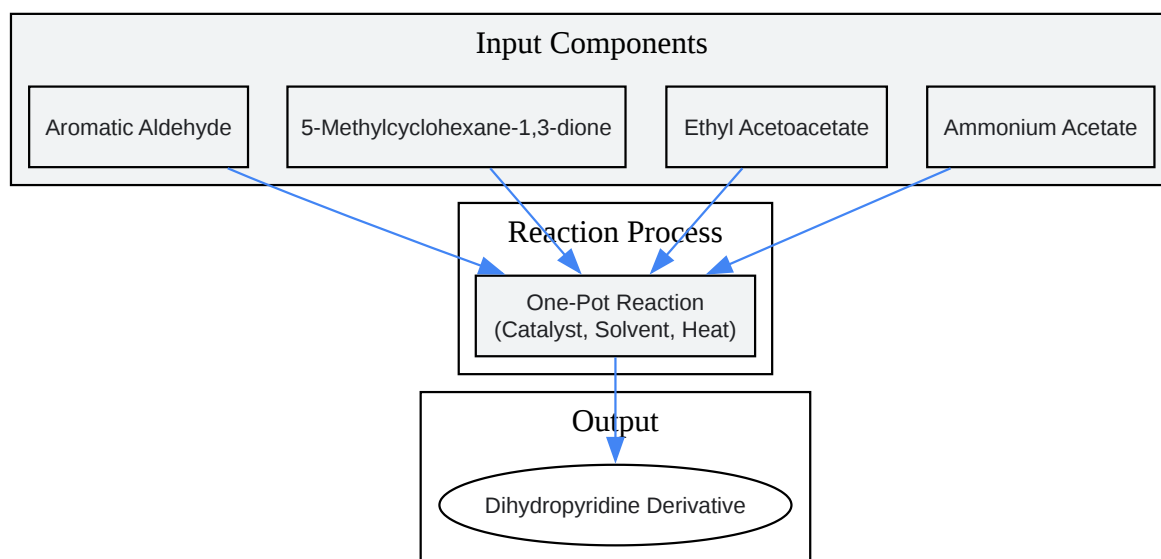 Input Components
Aromatic Aldehyde
5-Methylcyclohexane-1,3-dione
Ethyl Acetoacetate
Ammonium Acetate
Reaction Process
One-Pot Reaction
(Catalyst, Solvent, Heat)
Output
Dihydropyridine Derivative